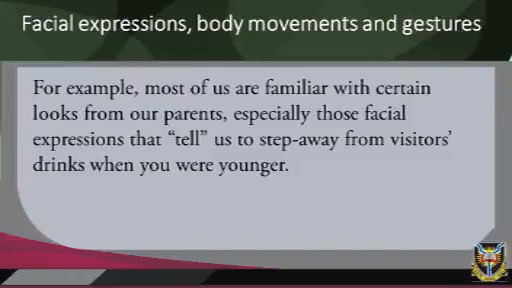 Facial expressions, body movements and gestures
For example, most of us are familiar with certain
looks from our parents, especially those facial
expressions that “tell” us to step-away from visitors’
drinks when you were younger.